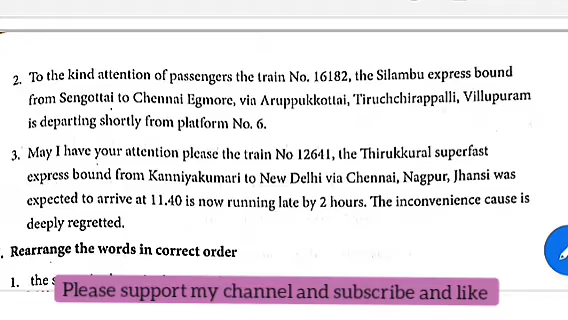 2. To the kind attention of passengers the train No. 16182, the Silambu express bound
from Sengottai to Chennai Egmore, via Aruppukkottai, Tiruchchirappalli, Villupuram
is departing shortly from platform No. 6.
3. May I have your attention please the train No 12641, the Thirukkural superfast
express bound from Kanniyakumari to New Delhi via Chennai, Nagpur, Jhansi was
expected to arrive at 11.40 is now running late by 2 hours. The inconvenience cause is
deeply regretted.
Rearrange the words in correct order
1. the
Please support my channel and subscribe and like